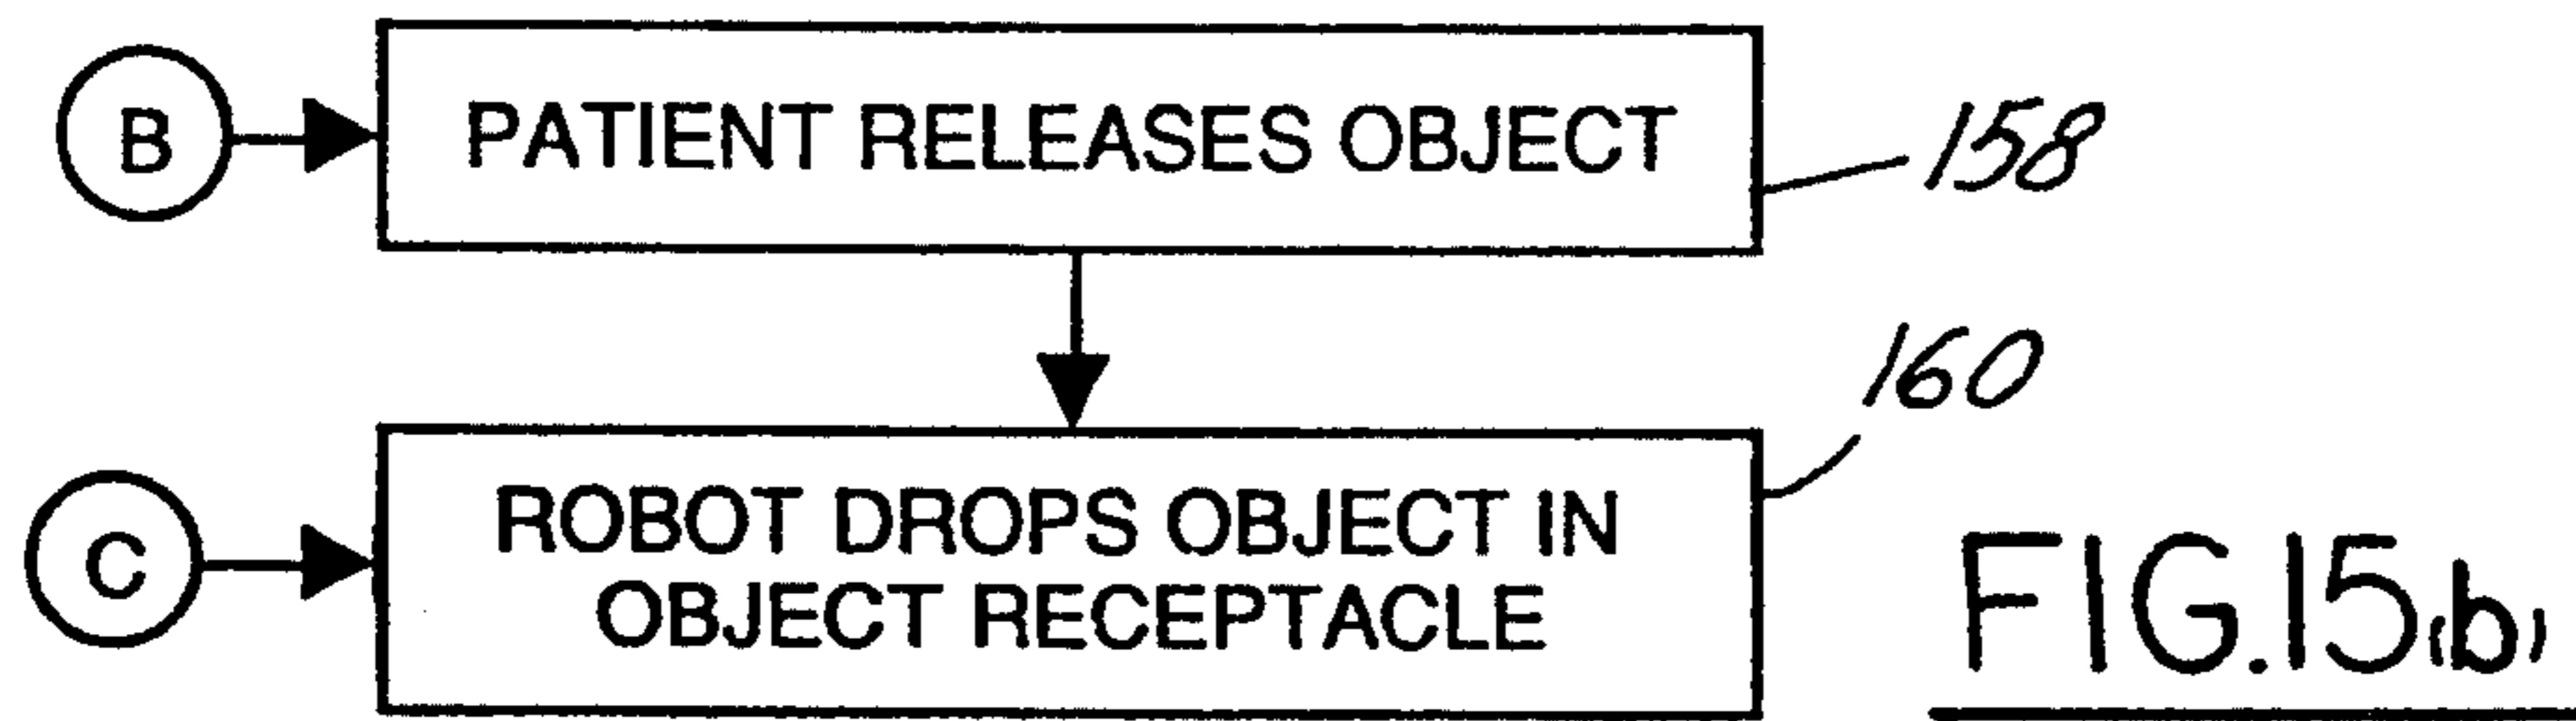 B
PATIENT RELEASES OBJECT
158
160
C
ROBOT DROPS OBJECT IN
OBJECT RECEPTACLE
FIG.15(b)